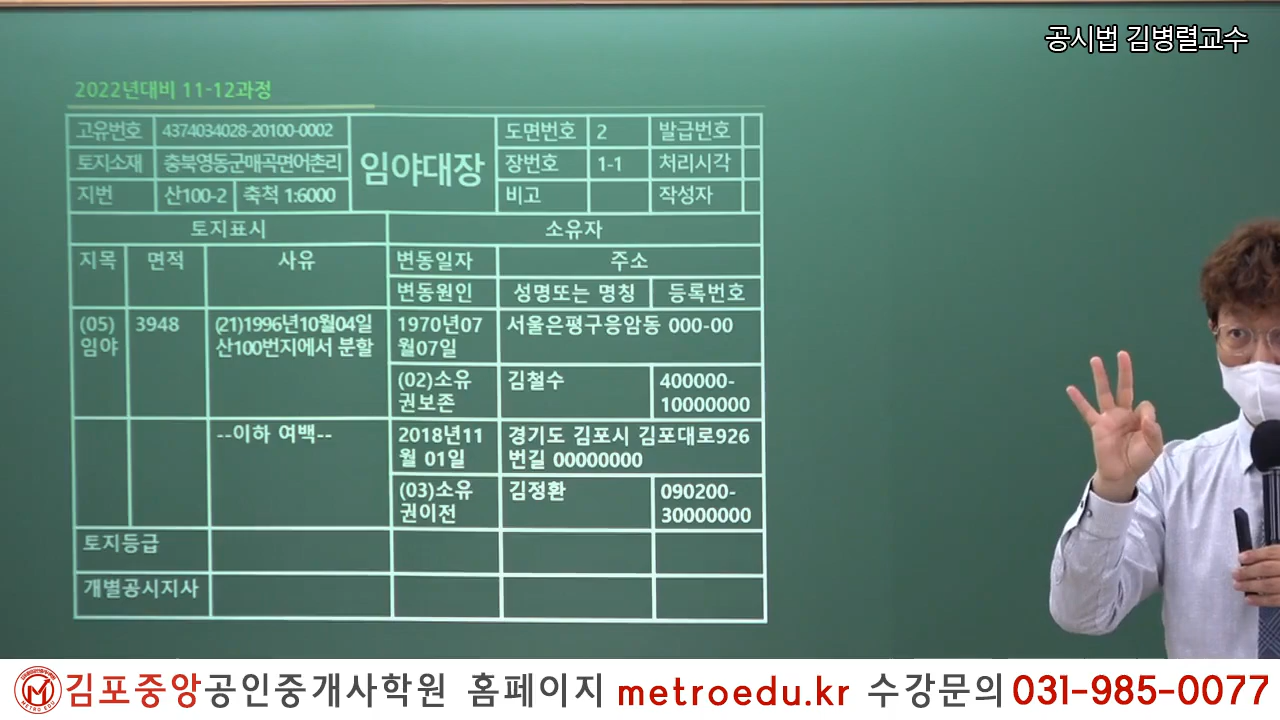 공시법 김병렬교수
2022년대비 11-12과정
고유번호 4374034028-20100-0002 임야대장 도면번호 2 발급번호
토지소재 충북영동군매곡면어촌리 장번호 1-1 처리시각
지번 산100-2 축척 1:6000 비고 작성자
토지표시 소유자
지목 면적 사유 변동일자 주소
변동원인 성명또는 명칭 등록번호
(05) 3948 (21)1996년10월04일 1970년07 서울은평구응암동 000-00
임야 산100번지에서 분할 월07일
(02)소유 김철수 400000-
권보존 10000000
--이하 여백-- 2018년11 경기도 김포시 김포대로926
월 01일 번길 00000000
(03)소유 김정환 090200-
권이전 30000000
토지등급
개별공시지사
METRO EDU 김포중앙공인중개사학원 홈페이지 metroedu.kr 수강문의 031-985-0077